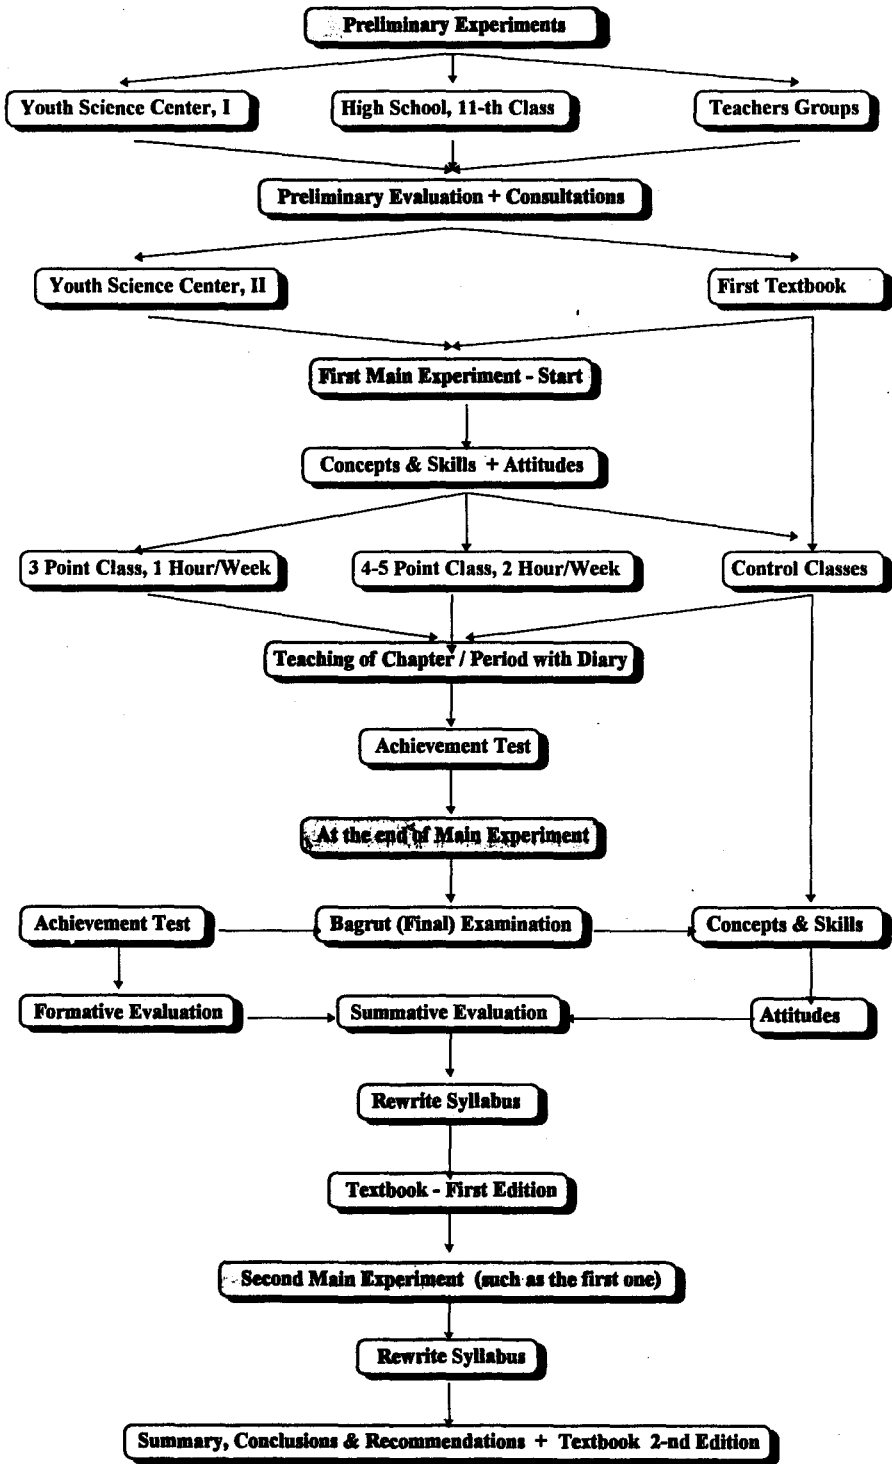 Preliminary Experiments
Youth Science Center, I
High School, 11-th Class
Teachers Groups
Preliminary Evaluation + Consultations
Youth Science Center, II
First Textbook
First Main Experiment - Start
Concepts & Skills + Attitudes
3 Point Class, 1 Hour/Week
4-5 Point Class, 2 Hour/Week
Control Classes
Teaching of Chapter / Period with Diary
Achievement Test
At the end of Main Experiment
Achievement Test
Bagrut (Final) Examination
Concepts & Skills
Formative Evaluation
Summative Evaluation
Attitudes
Rewrite Syllabus
Textbook - First Edition
Second Main Experiment (such as the first one)
Rewrite Syllabus
Summary, Conclusions & Recommendations + Textbook 2-nd Edition